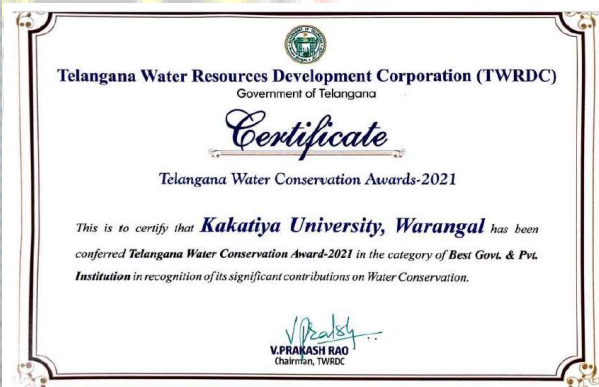 Telangana Water Resources Development Corporation (TWRDC)
Government of Telangana
Certificate
Telangana Water Conservation Awards-2021
This is to certify that Kakatiya University, Warangal has been
conferred Telangana Water Conservation Award-2021 in the category of Best Govt. & Pvt.
Institution in recognition of its significant contributions on Water Conservation.
V.PRAKASH RAO
Chairman, TWRDC